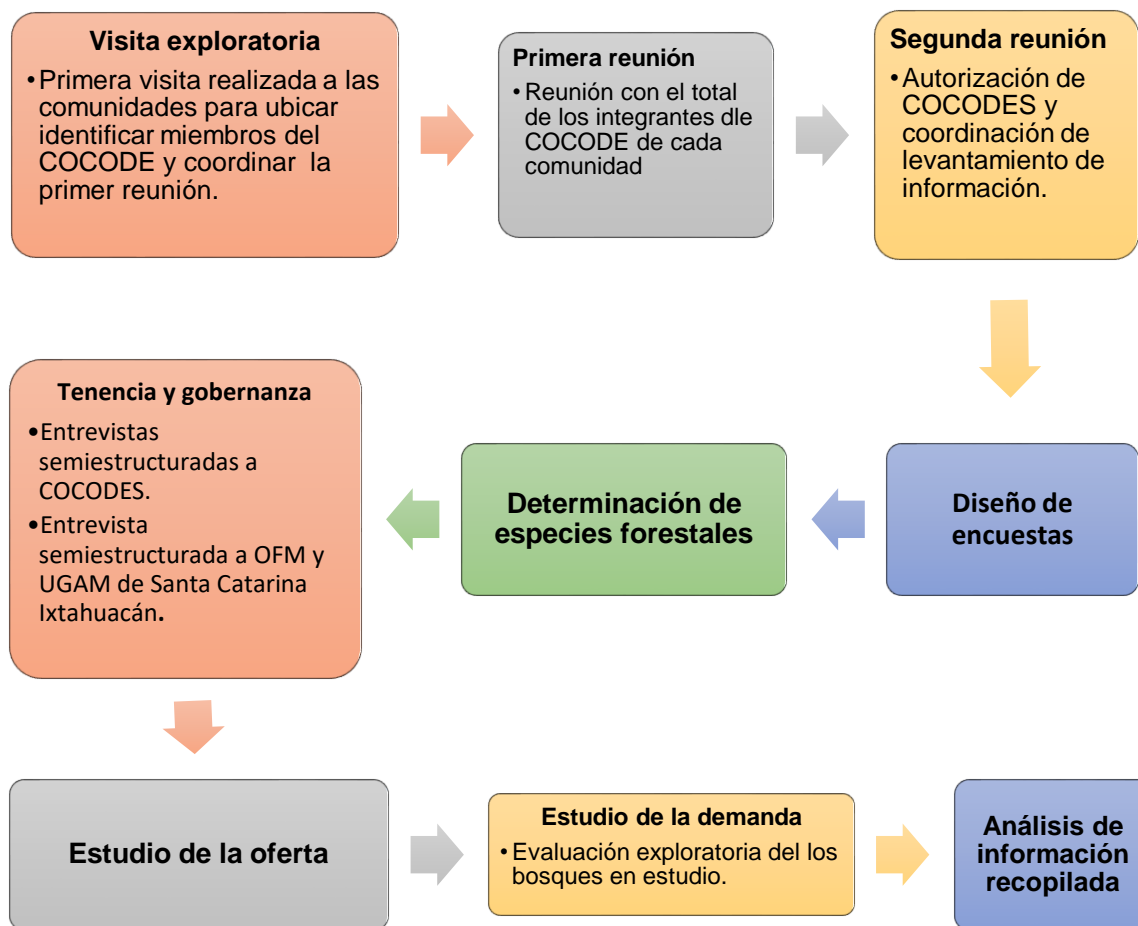 Visita exploratoria
•Primera visita realizada a las
comunidades para ubicar
identificar miembros del
COCODE y coordinar la
primer reunión.
Primera reunión
•Reunión con el total
de los integrantes dle
COCODE de cada
comunidad
Segunda reunión
•Autorización de
COCODES y
coordinación de
levantamiento de
información.
Diseño de
encuestas
Determinación de
especies forestales
Tenencia y gobernanza
•Entrevistas
semiestructuradas a
COCODES.
•Entrevista
semiestructurada a OFM y
UGAM de Santa Catarina
Ixtahuacán.
Estudio de la oferta
Estudio de la demanda
•Evaluación exploratoria del los
bosques en estudio.
Análisis de
información
recopilada